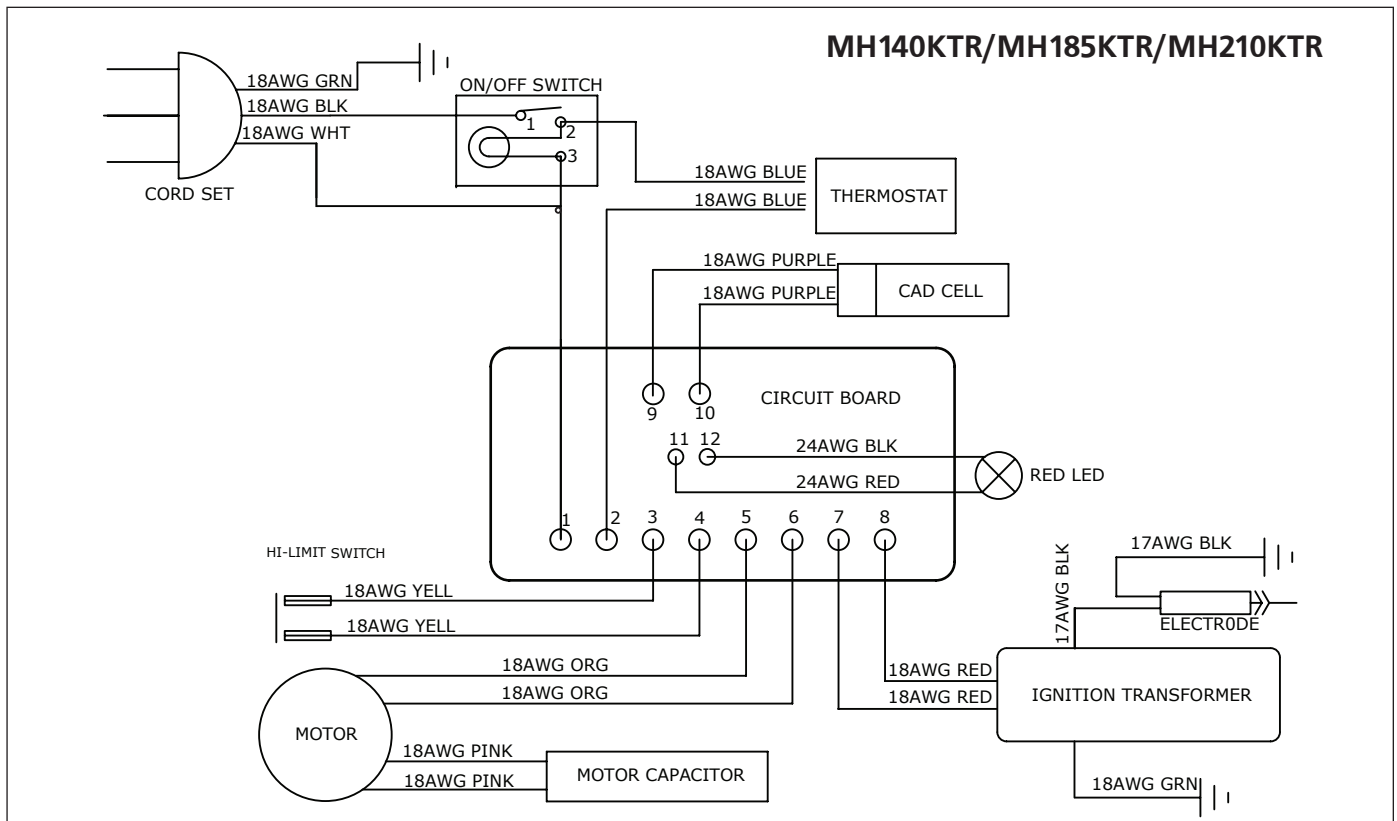 MH140KTR/MH185KTR/MH210KTR
18AWG GRN
ON/OFF SWITCH
18AWG BLK
1
2
18AWG WHT
3
CORD SET
18AWG BLUE
THERMOSTAT
18AWG BLUE
18AWG PURPLE
CAD CELL
18AWG PURPLE
CIRCUIT BOARD
9 10
11 12
24AWG BLK
RED LED
24AWG RED
1 2 3 4 5 6 7 8
HI-LIMIT SWITCH
18AWG YELL
18AWG YELL
17AWG BLK
17AWG BLK
ELECTR0DE
18AWG ORG
18AWG ORG
18AWG RED
18AWG RED
IGNITION TRANSFORMER
MOTOR
18AWG PINK
18AWG PINK
MOTOR CAPACITOR
18AWG GRN